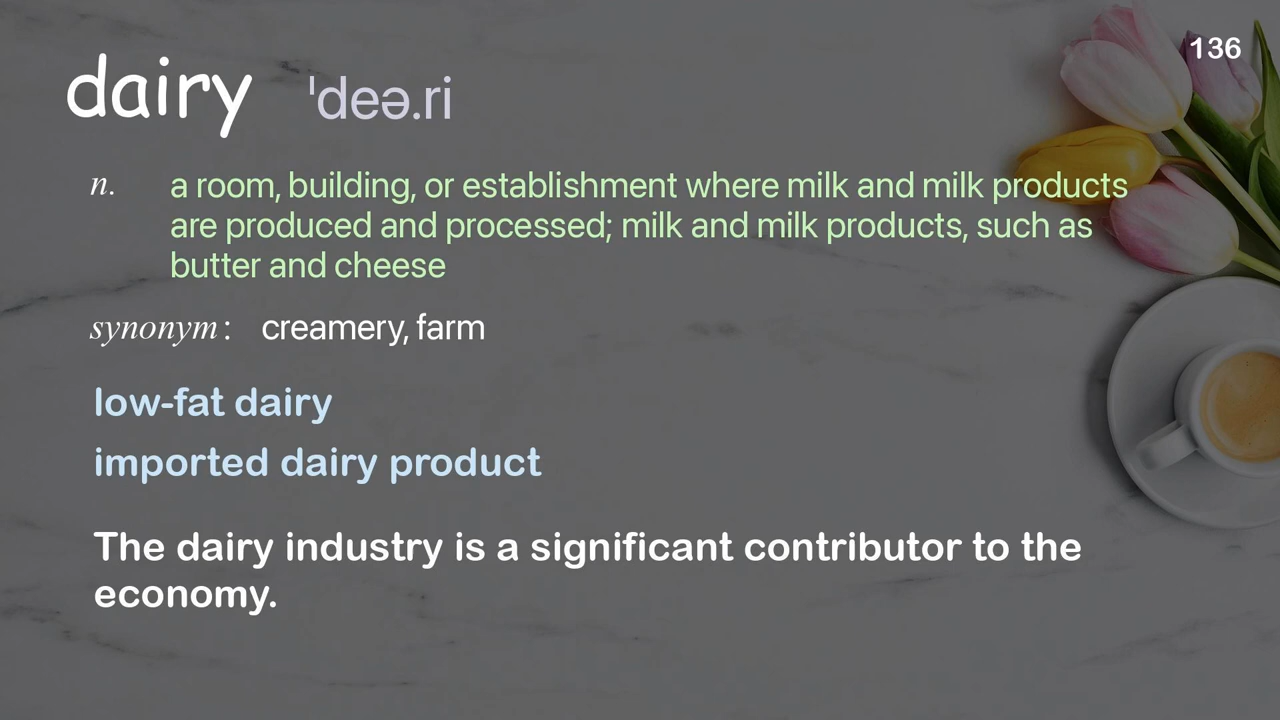 136
dairy ˈdeə.ri
n. a room, building, or establishment where milk and milk products
are produced and processed; milk and milk products, such as
butter and cheese
synonym: creamery, farm
low-fat dairy
imported dairy product
The dairy industry is a significant contributor to the
economy.